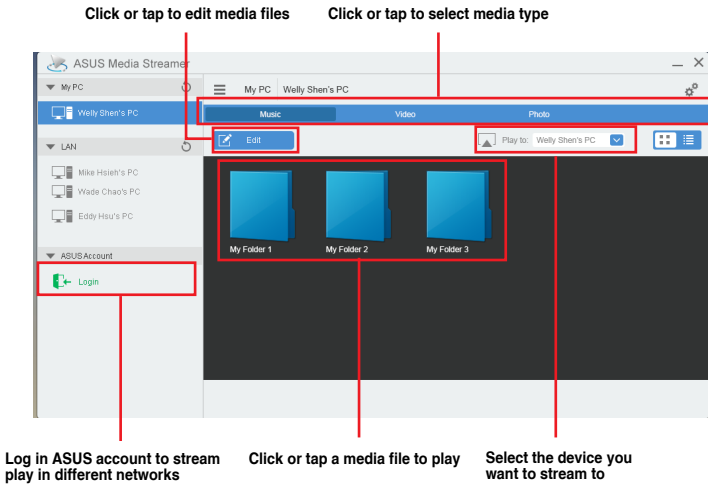 Click or tap to edit media files
Click or tap to select media type
ASUS Media Streamer
My PC
My PC Welly Shen's PC
Welly Shen's PC
Music Video Photo
Edit
Play to: Welly Shen's PC
LAN
Mike Hsieh's PC
Wade Chao's PC
Eddy Hsu's PC
My Folder 1 My Folder 2 My Folder 3
ASUS Account
Login
Log in ASUS account to stream
play in different networks
Click or tap a media file to play
Select the device you
want to stream to